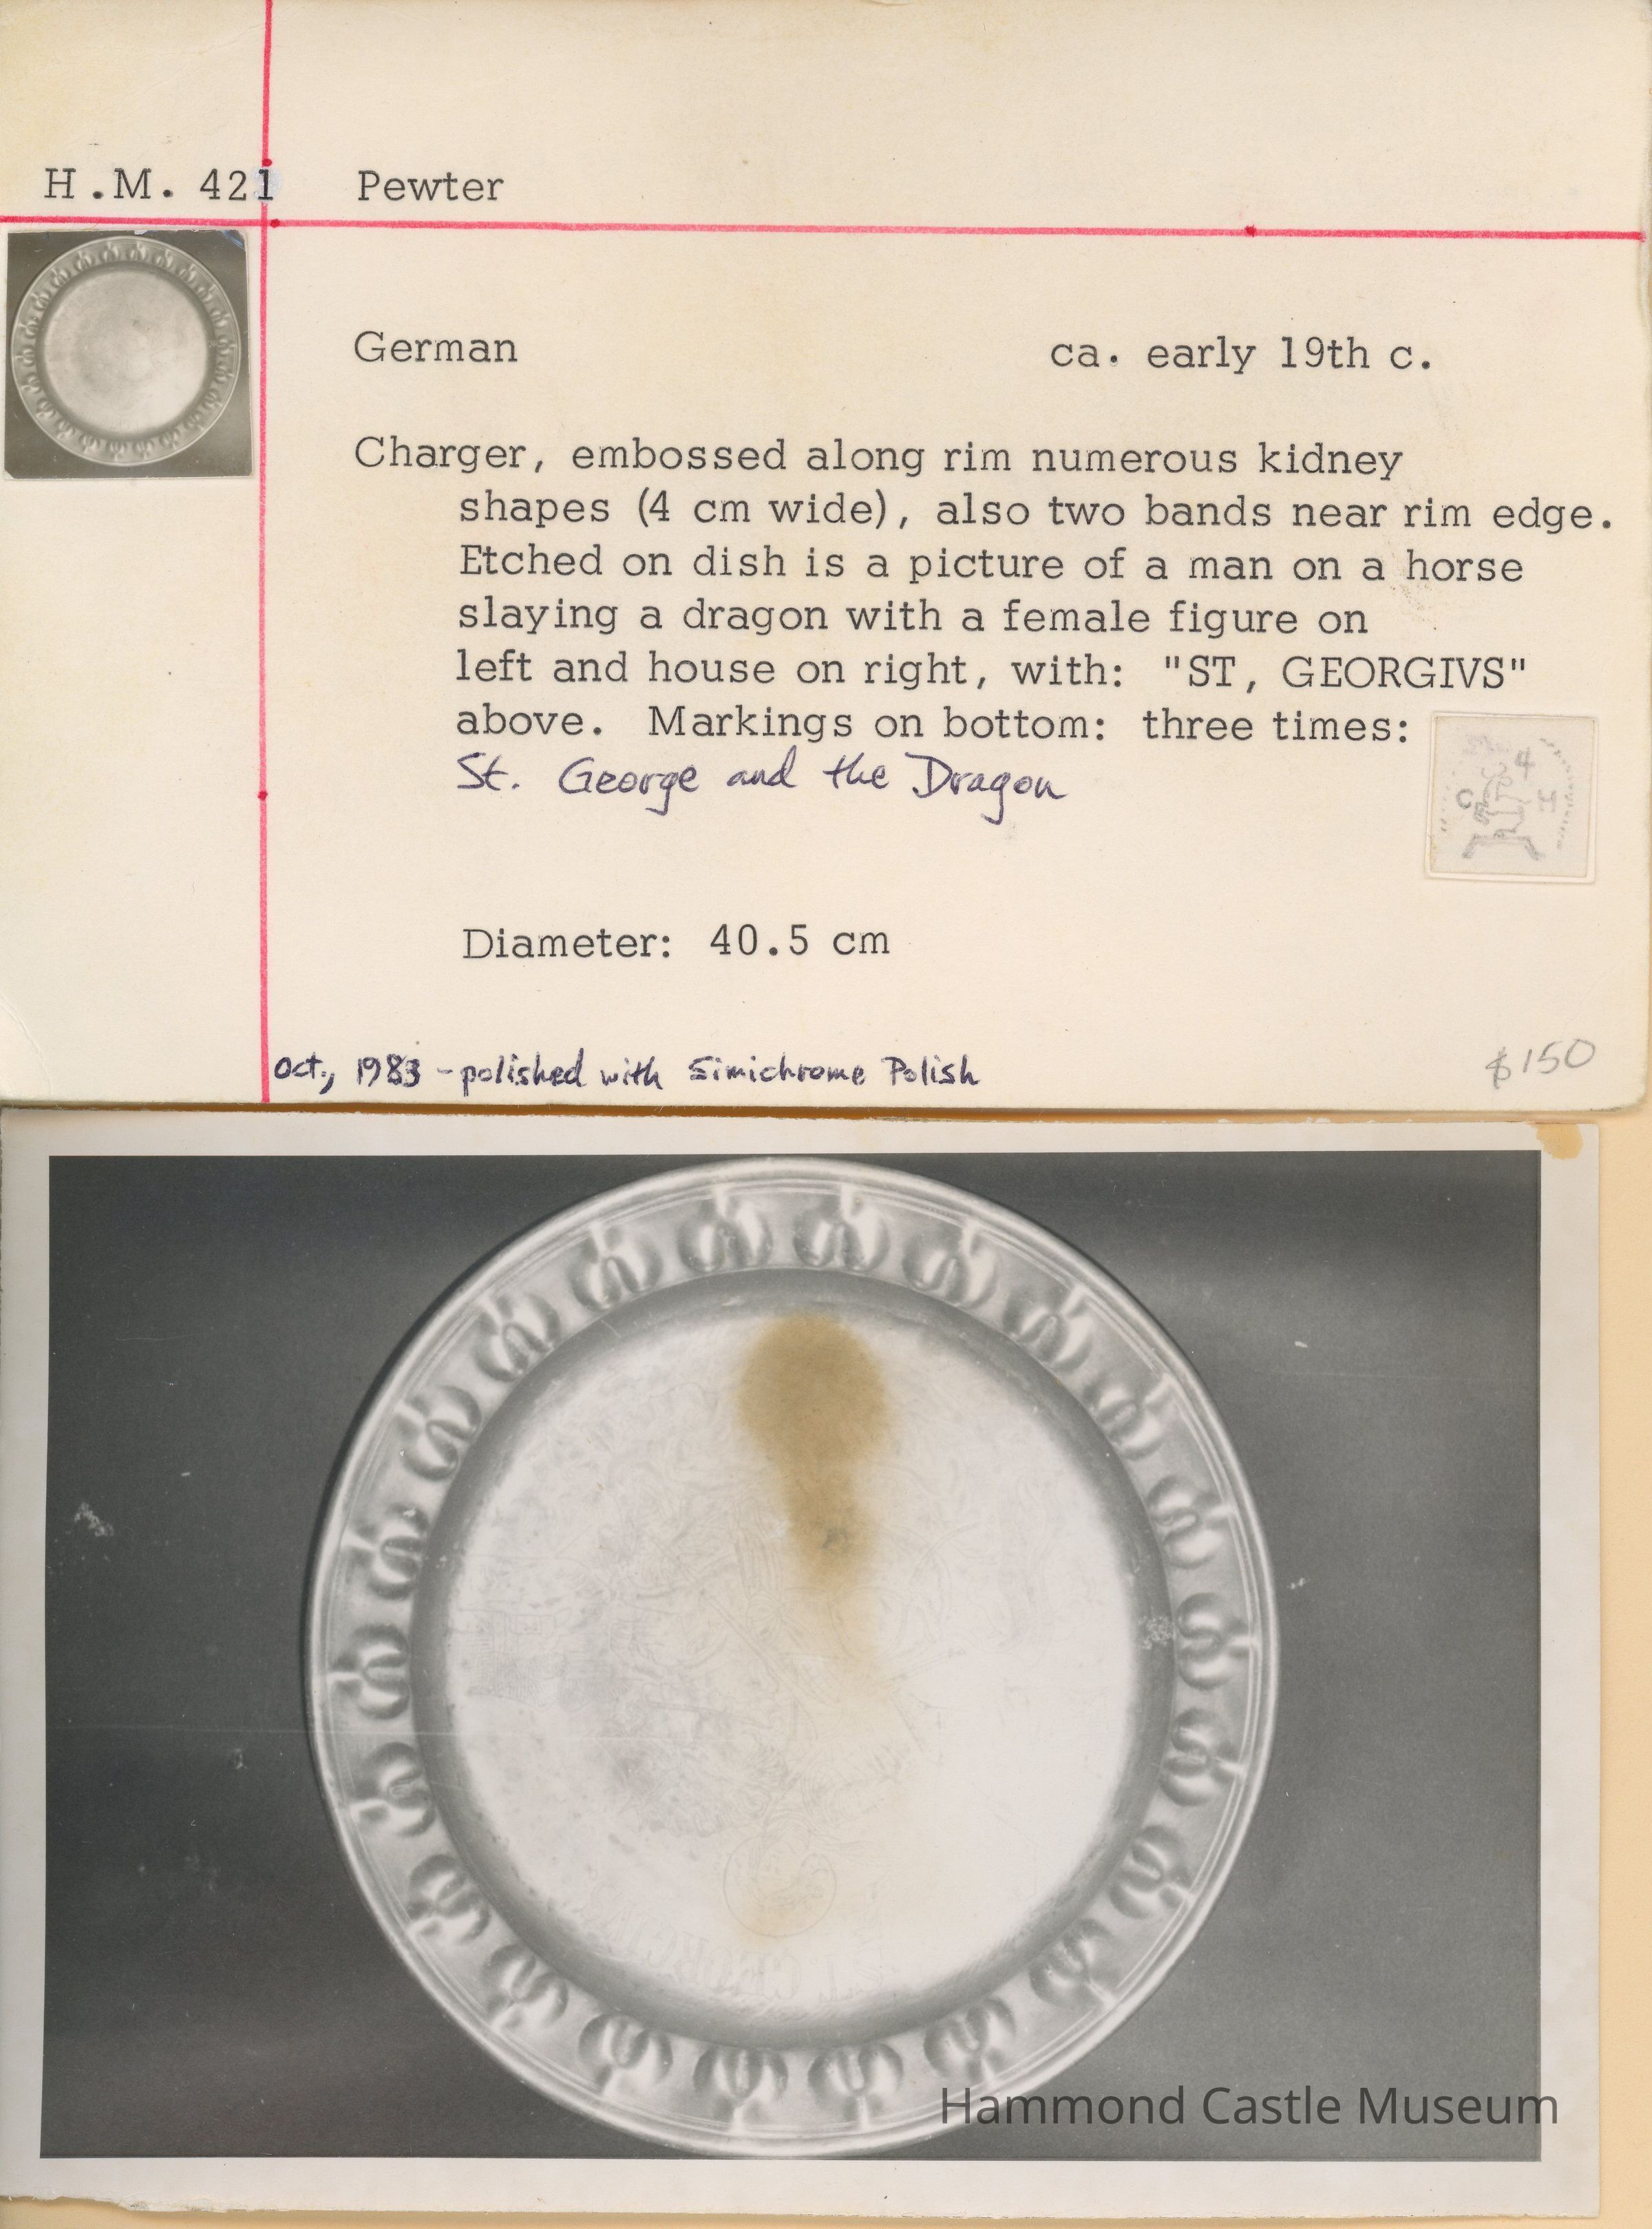 H.M. 421 Pewter
German ca. early 19th c.
Charger, embossed along rim numerous kidney
shapes (4 cm wide), also two bands near rim edge.
Etched on dish is a picture of a man on a horse
slaying a dragon with a female figure on
left and house on right, with: "ST, GEORGIVS"
above. Markings on bottom: three times:
4
C H
St. George and the Dragon
Diameter: 40.5 cm
Oct., 1983 - polished with Simichrome Polish
$150
Hammond Castle Museum